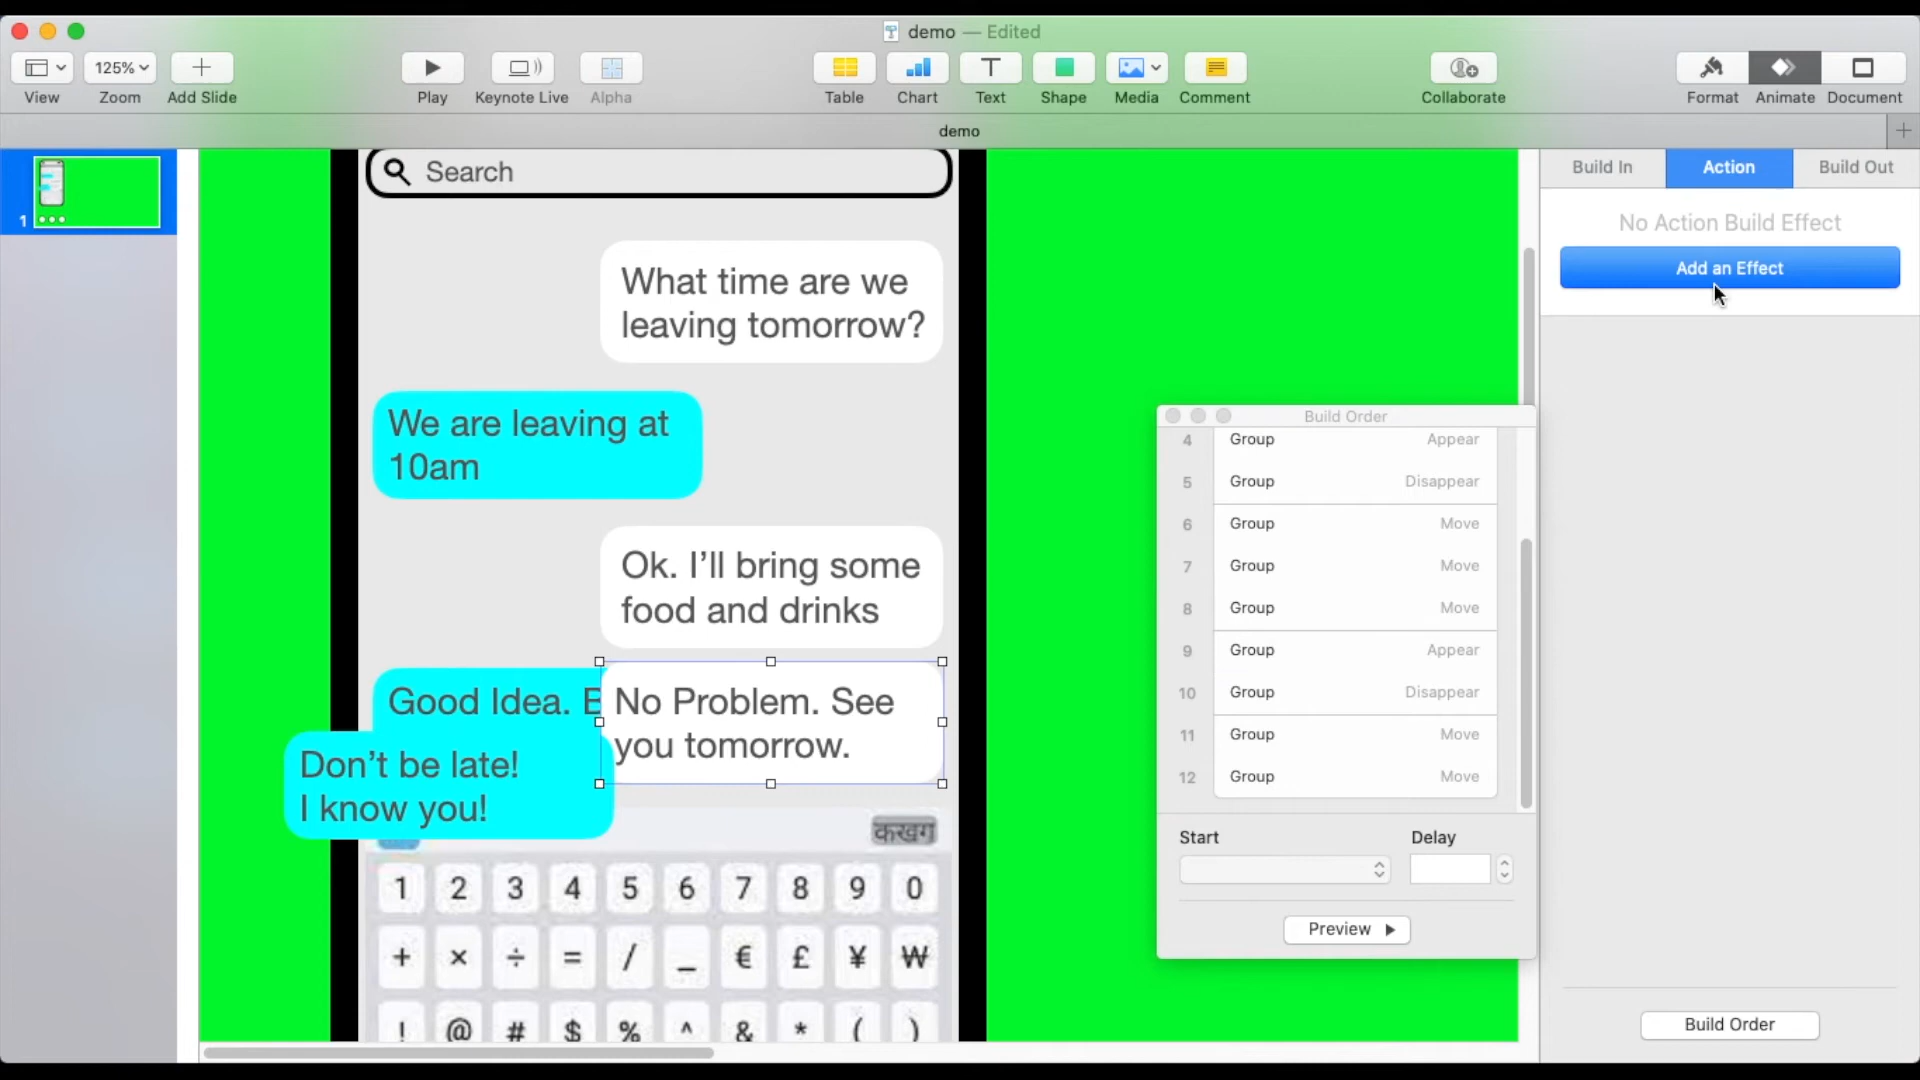 demo — Edited
125%
View
Zoom
Add Slide
Play
Keynote Live
Alpha
Table
Chart
Text
Shape
Media
Comment
Collaborate
Format
Animate
Document
demo
1
Build In
Action
Build Out
No Action Build Effect
Add an Effect
Search
What time are we
leaving tomorrow?
We are leaving at
10am
Ok. I'll bring some
food and drinks
Good Idea.
No Problem. See
you tomorrow.
Don't be late!
I know you!
कखग
1 2 3 4 5 6 7 8 9 0
+ × ÷ = / _ € £ ¥ ₩
! @ # $ % ^ & * ( )
Build Order
4 Group Appear
5 Group Disappear
6 Group Move
7 Group Move
8 Group Move
9 Group Appear
10 Group Disappear
11 Group Move
12 Group Move
Start
Delay
Preview
Build Order